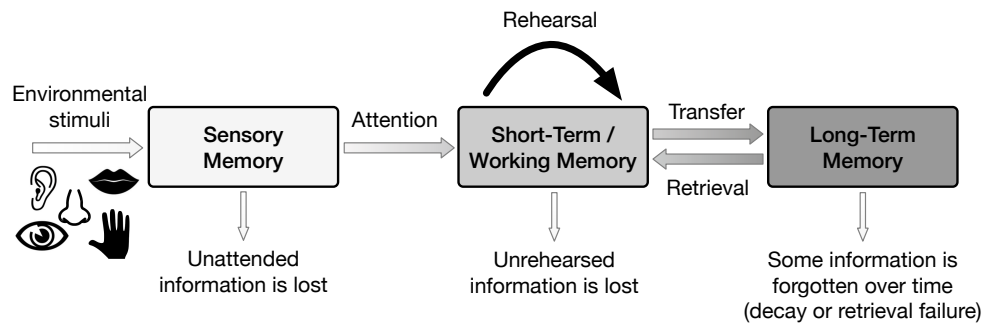 Rehearsal
Environmental
stimuli
Sensory
Memory
Attention
Short-Term /
Working Memory
Transfer
Retrieval
Long-Term
Memory
Unattended
information is lost
Unrehearsed
information is lost
Some information is
forgotten over time
(decay or retrieval failure)